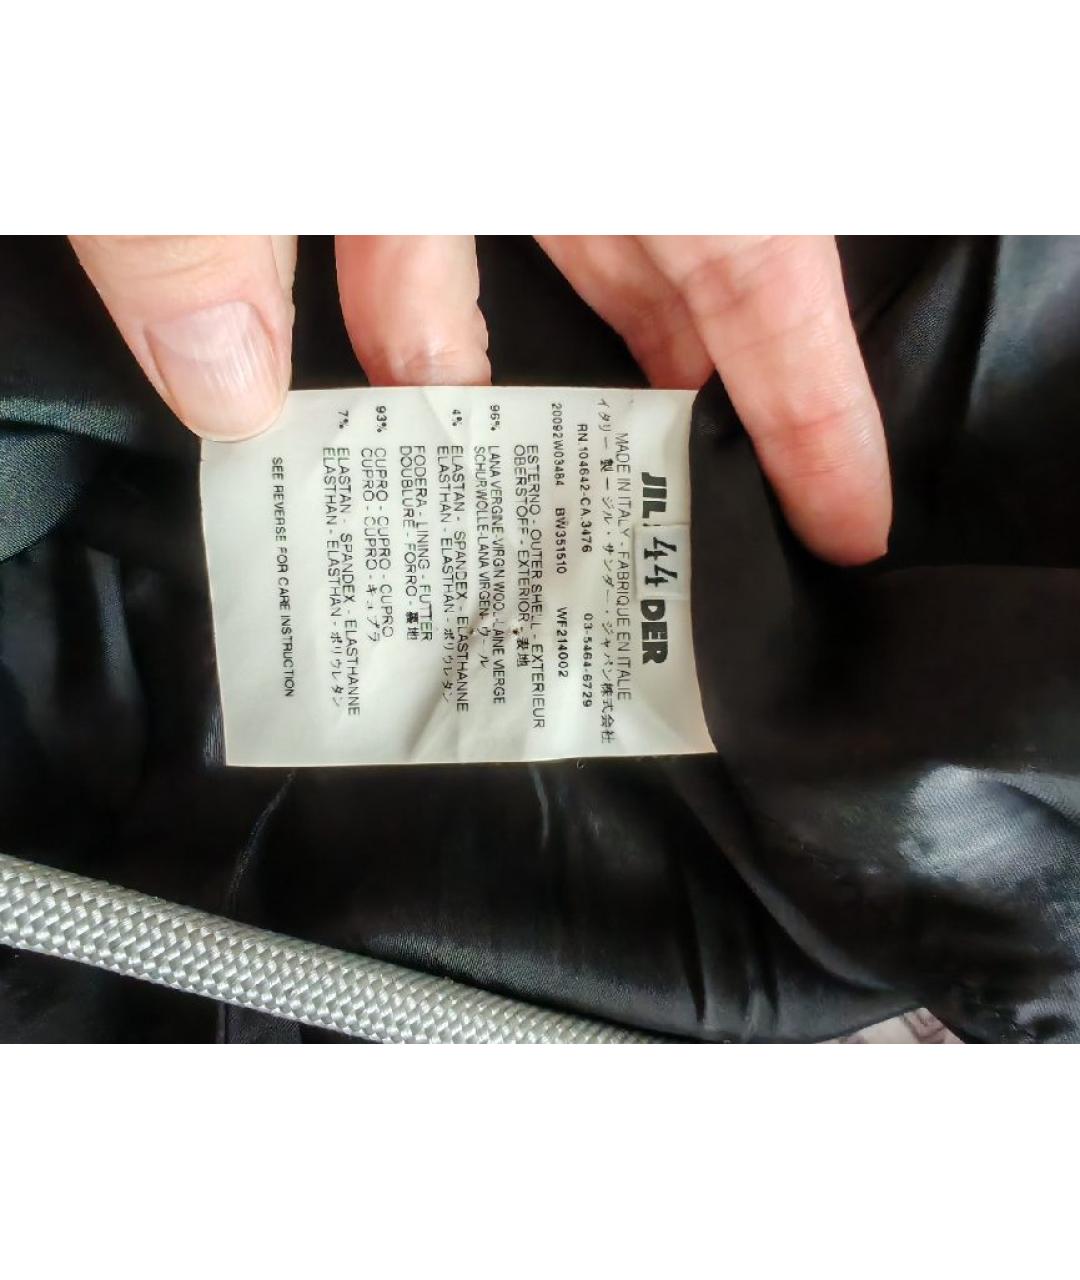 JIL 44 DER
MADE IN ITALY - FABRIQUE EN ITALIE
イタリー 製 ー ジル・サンダー・ジャパン株式会社
RN.104642-CA.3476 03-5464-6729
20092W03484 BW351510 WF214002
ESTERNO - OUTER SHELL - EXTERIEUR
OBERSTOFF - EXTERIOR - 表地
96% LANA VERGINE-VIRGIN WOOL-LAINE VIERGE
SCHURWOLLE-LANA VIRGEN-ウール
4% ELASTAN - SPANDEX - ELASTHANNE
ELASTHAN - ELASTHAN - ポリウレタン
FODERA - LINING - FUTTER
DOUBLURE - FORRO - 裏地
93% CUPRO - CUPRO - CUPRO
CUPRO - CUPRO - キュプラ
7% ELASTAN - SPANDEX - ELASTHANNE
ELASTHAN - ELASTHAN - ポリウレタン
SEE REVERSE FOR CARE INSTRUCTION